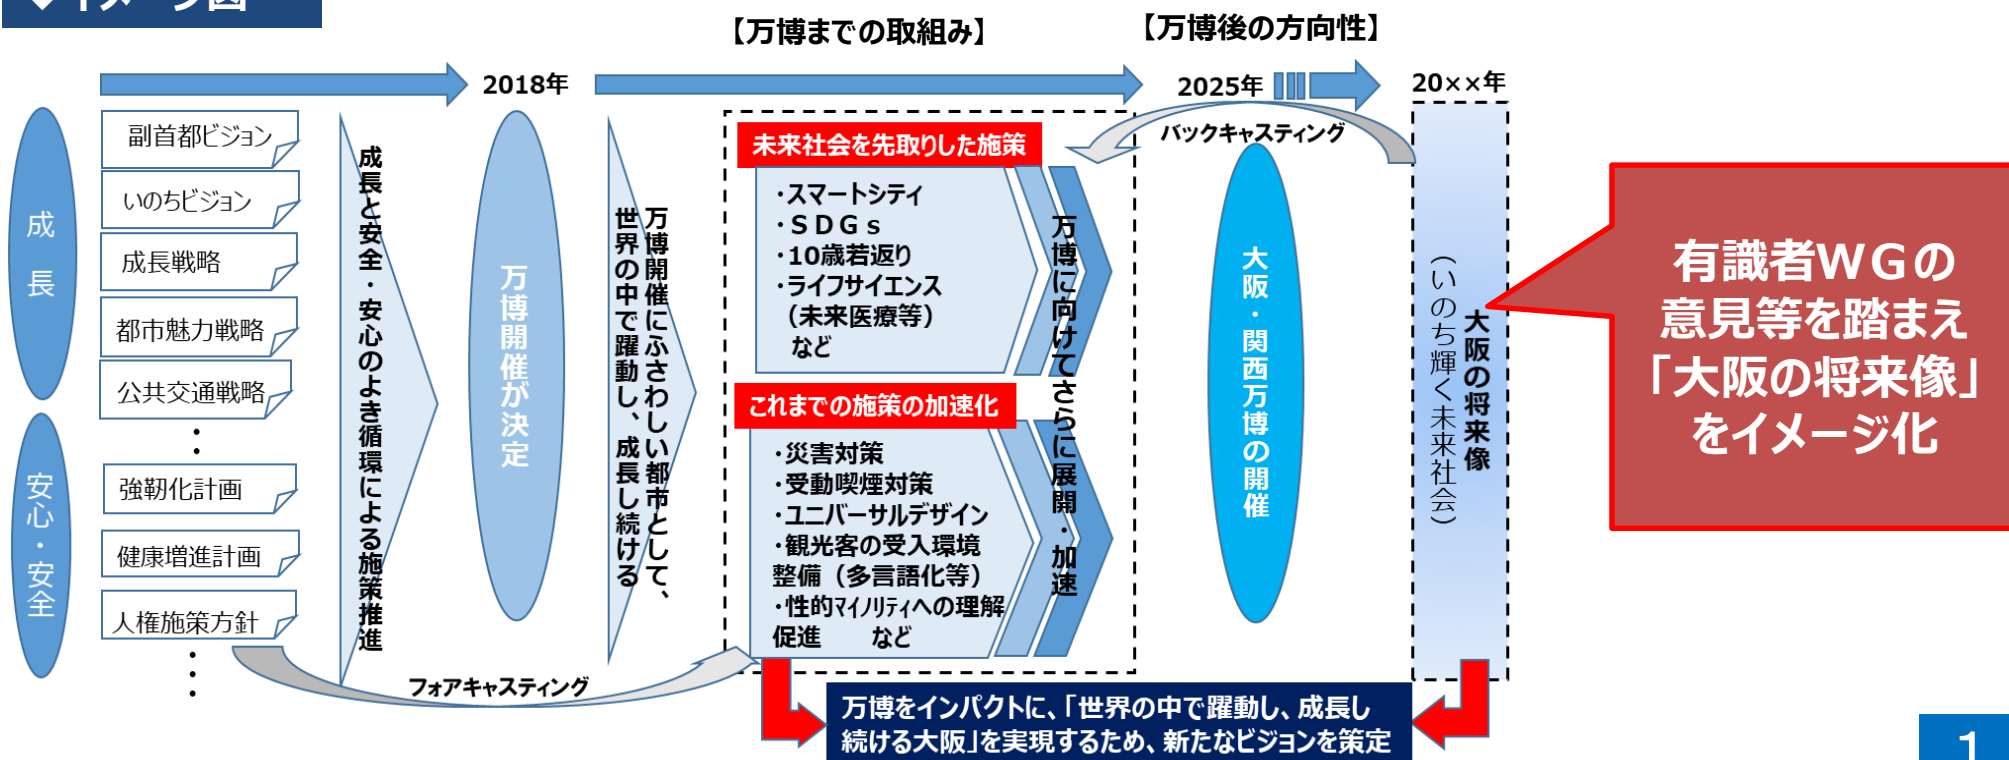 ◆イメージ図
【万博までの取組み】
【万博後の方向性】
2018年
2025年
20××年
成長
安心・安全
副首都ビジョン
いのちビジョン
成長戦略
都市魅力戦略
公共交通戦略
・
・
強靭化計画
健康増進計画
人権施策方針
・
・
・
成長と安全・安心のよき循環による施策推進
フォアキャスティング
万博開催が決定
万博開催にふさわしい都市として、
世界の中で躍動し、成長し続ける
未来社会を先取りした施策
・スマートシティ
・ＳＤＧｓ
・10歳若返り
・ライフサイエンス
（未来医療等）
など
これまでの施策の加速化
・災害対策
・受動喫煙対策
・ユニバーサルデザイン
・観光客の受入環境
整備（多言語化等）
・性的マイノリティへの理解
促進　　など
万博に向けてさらに展開・加速
バックキャスティング
大阪・関西万博の開催
大阪の将来像
（いのち輝く未来社会）
有識者ＷＧの
意見等を踏まえ
「大阪の将来像」
をイメージ化
万博をインパクトに、「世界の中で躍動し、成長し
続ける大阪」を実現するため、新たなビジョンを策定
1